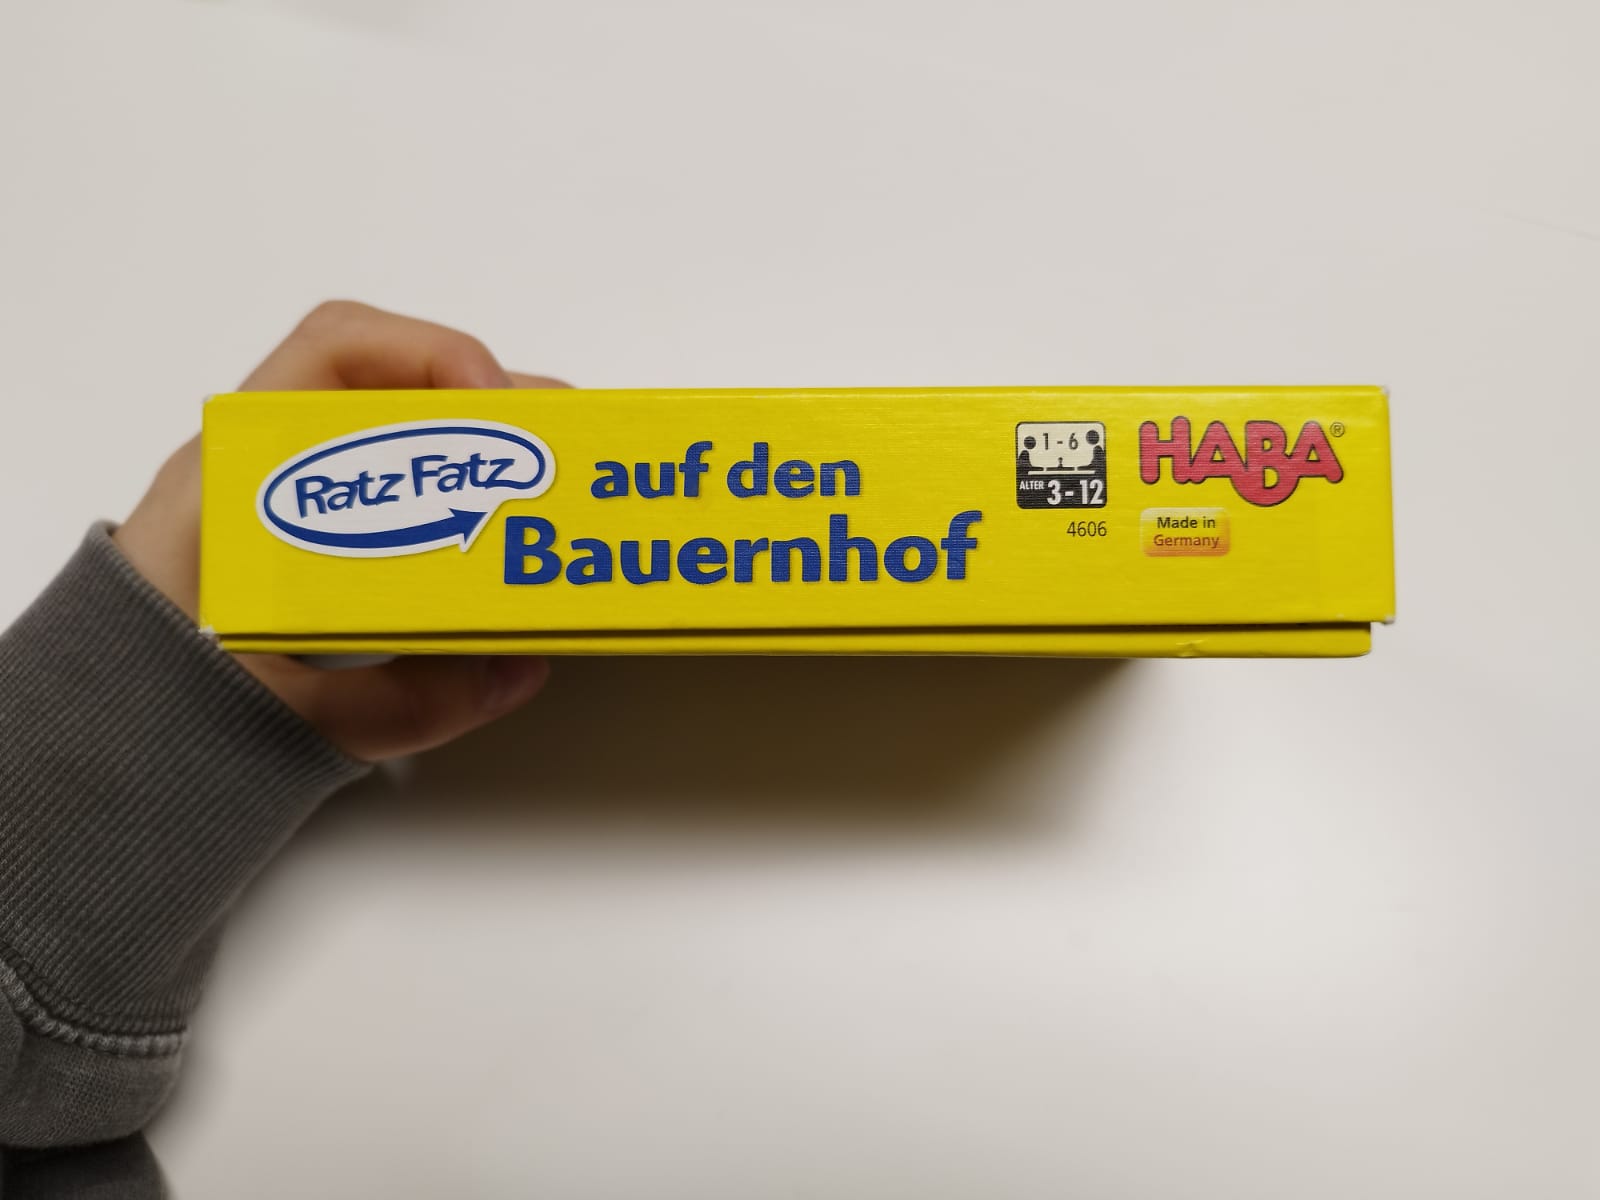 Ratz Fatz
auf den
Bauernhof
1-6
ALTER 3-12
4606
HABA®
Made in
Germany